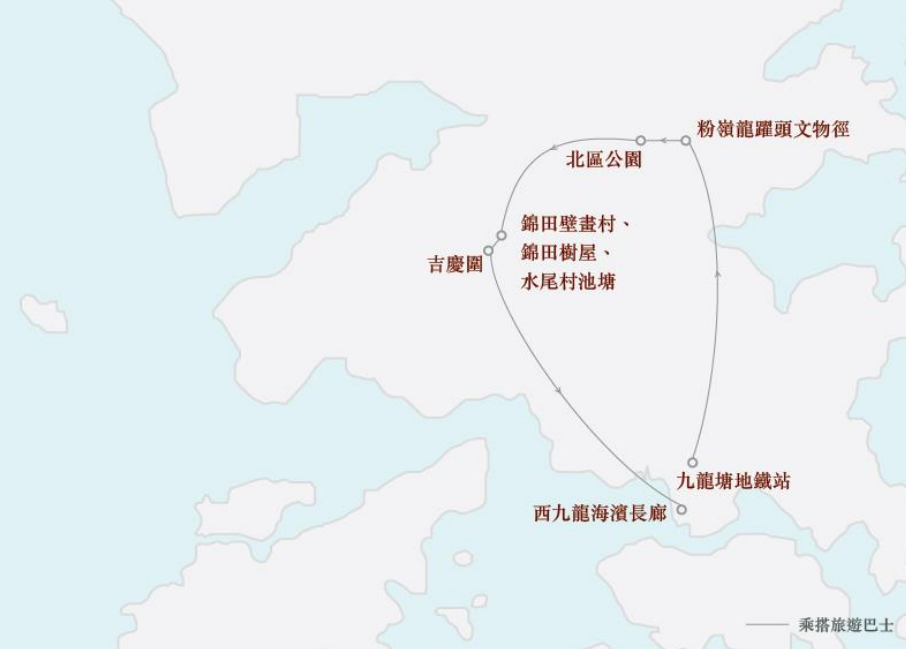 粉嶺龍躍頭文物徑
北區公園
錦田壁畫村、
錦田樹屋、
水尾村池塘
吉慶圍
九龍塘地鐵站
西九龍海濱長廊
乘搭旅遊巴士